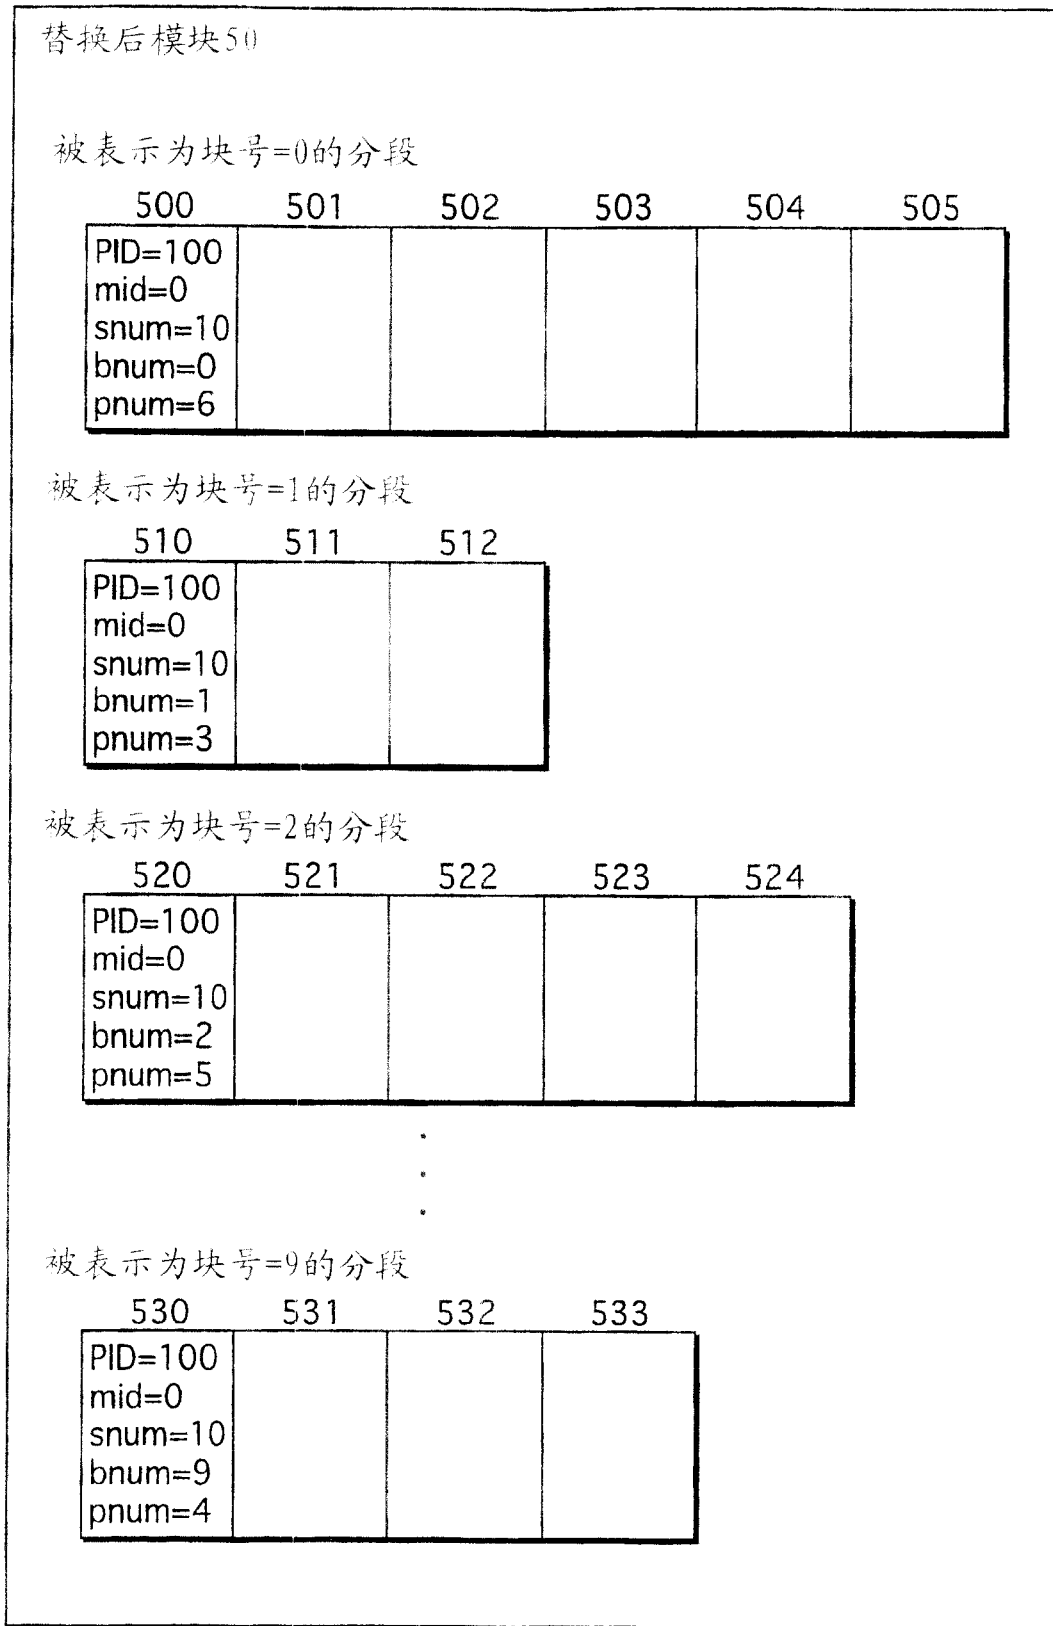 替换后模块50
被表示为块号=0的分段
500 501 502 503 504 505
PID=100
mid=0
snum=10
bnum=0
pnum=6
被表示为块号=1的分段
510 511 512
PID=100
mid=0
snum=10
bnum=1
pnum=3
被表示为块号=2的分段
520 521 522 523 524
PID=100
mid=0
snum=10
bnum=2
pnum=5
被表示为块号=9的分段
530 531 532 533
PID=100
mid=0
snum=10
bnum=9
pnum=4